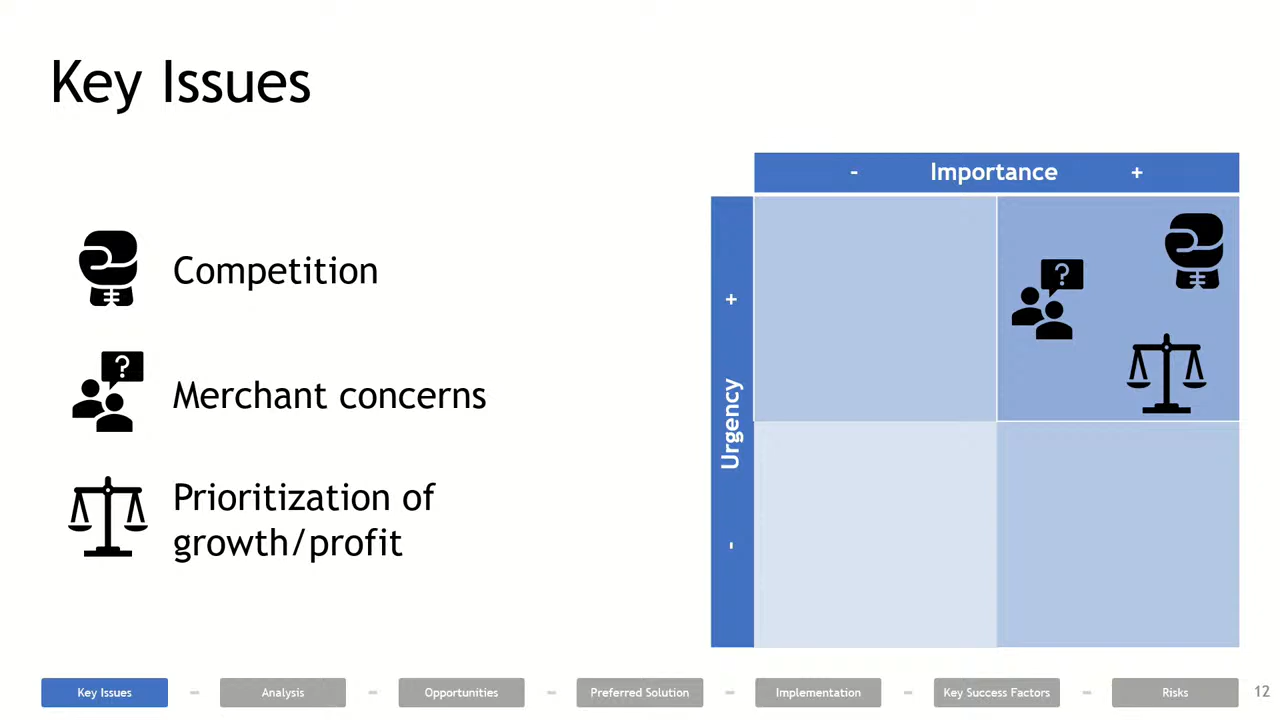 Key Issues
- Importance +
Competition
?
Merchant concerns
?
Prioritization of
growth/profit
+
Urgency
-
Key Issues - Analysis - Opportunities - Preferred Solution - Implementation - Key Success Factors - Risks 12